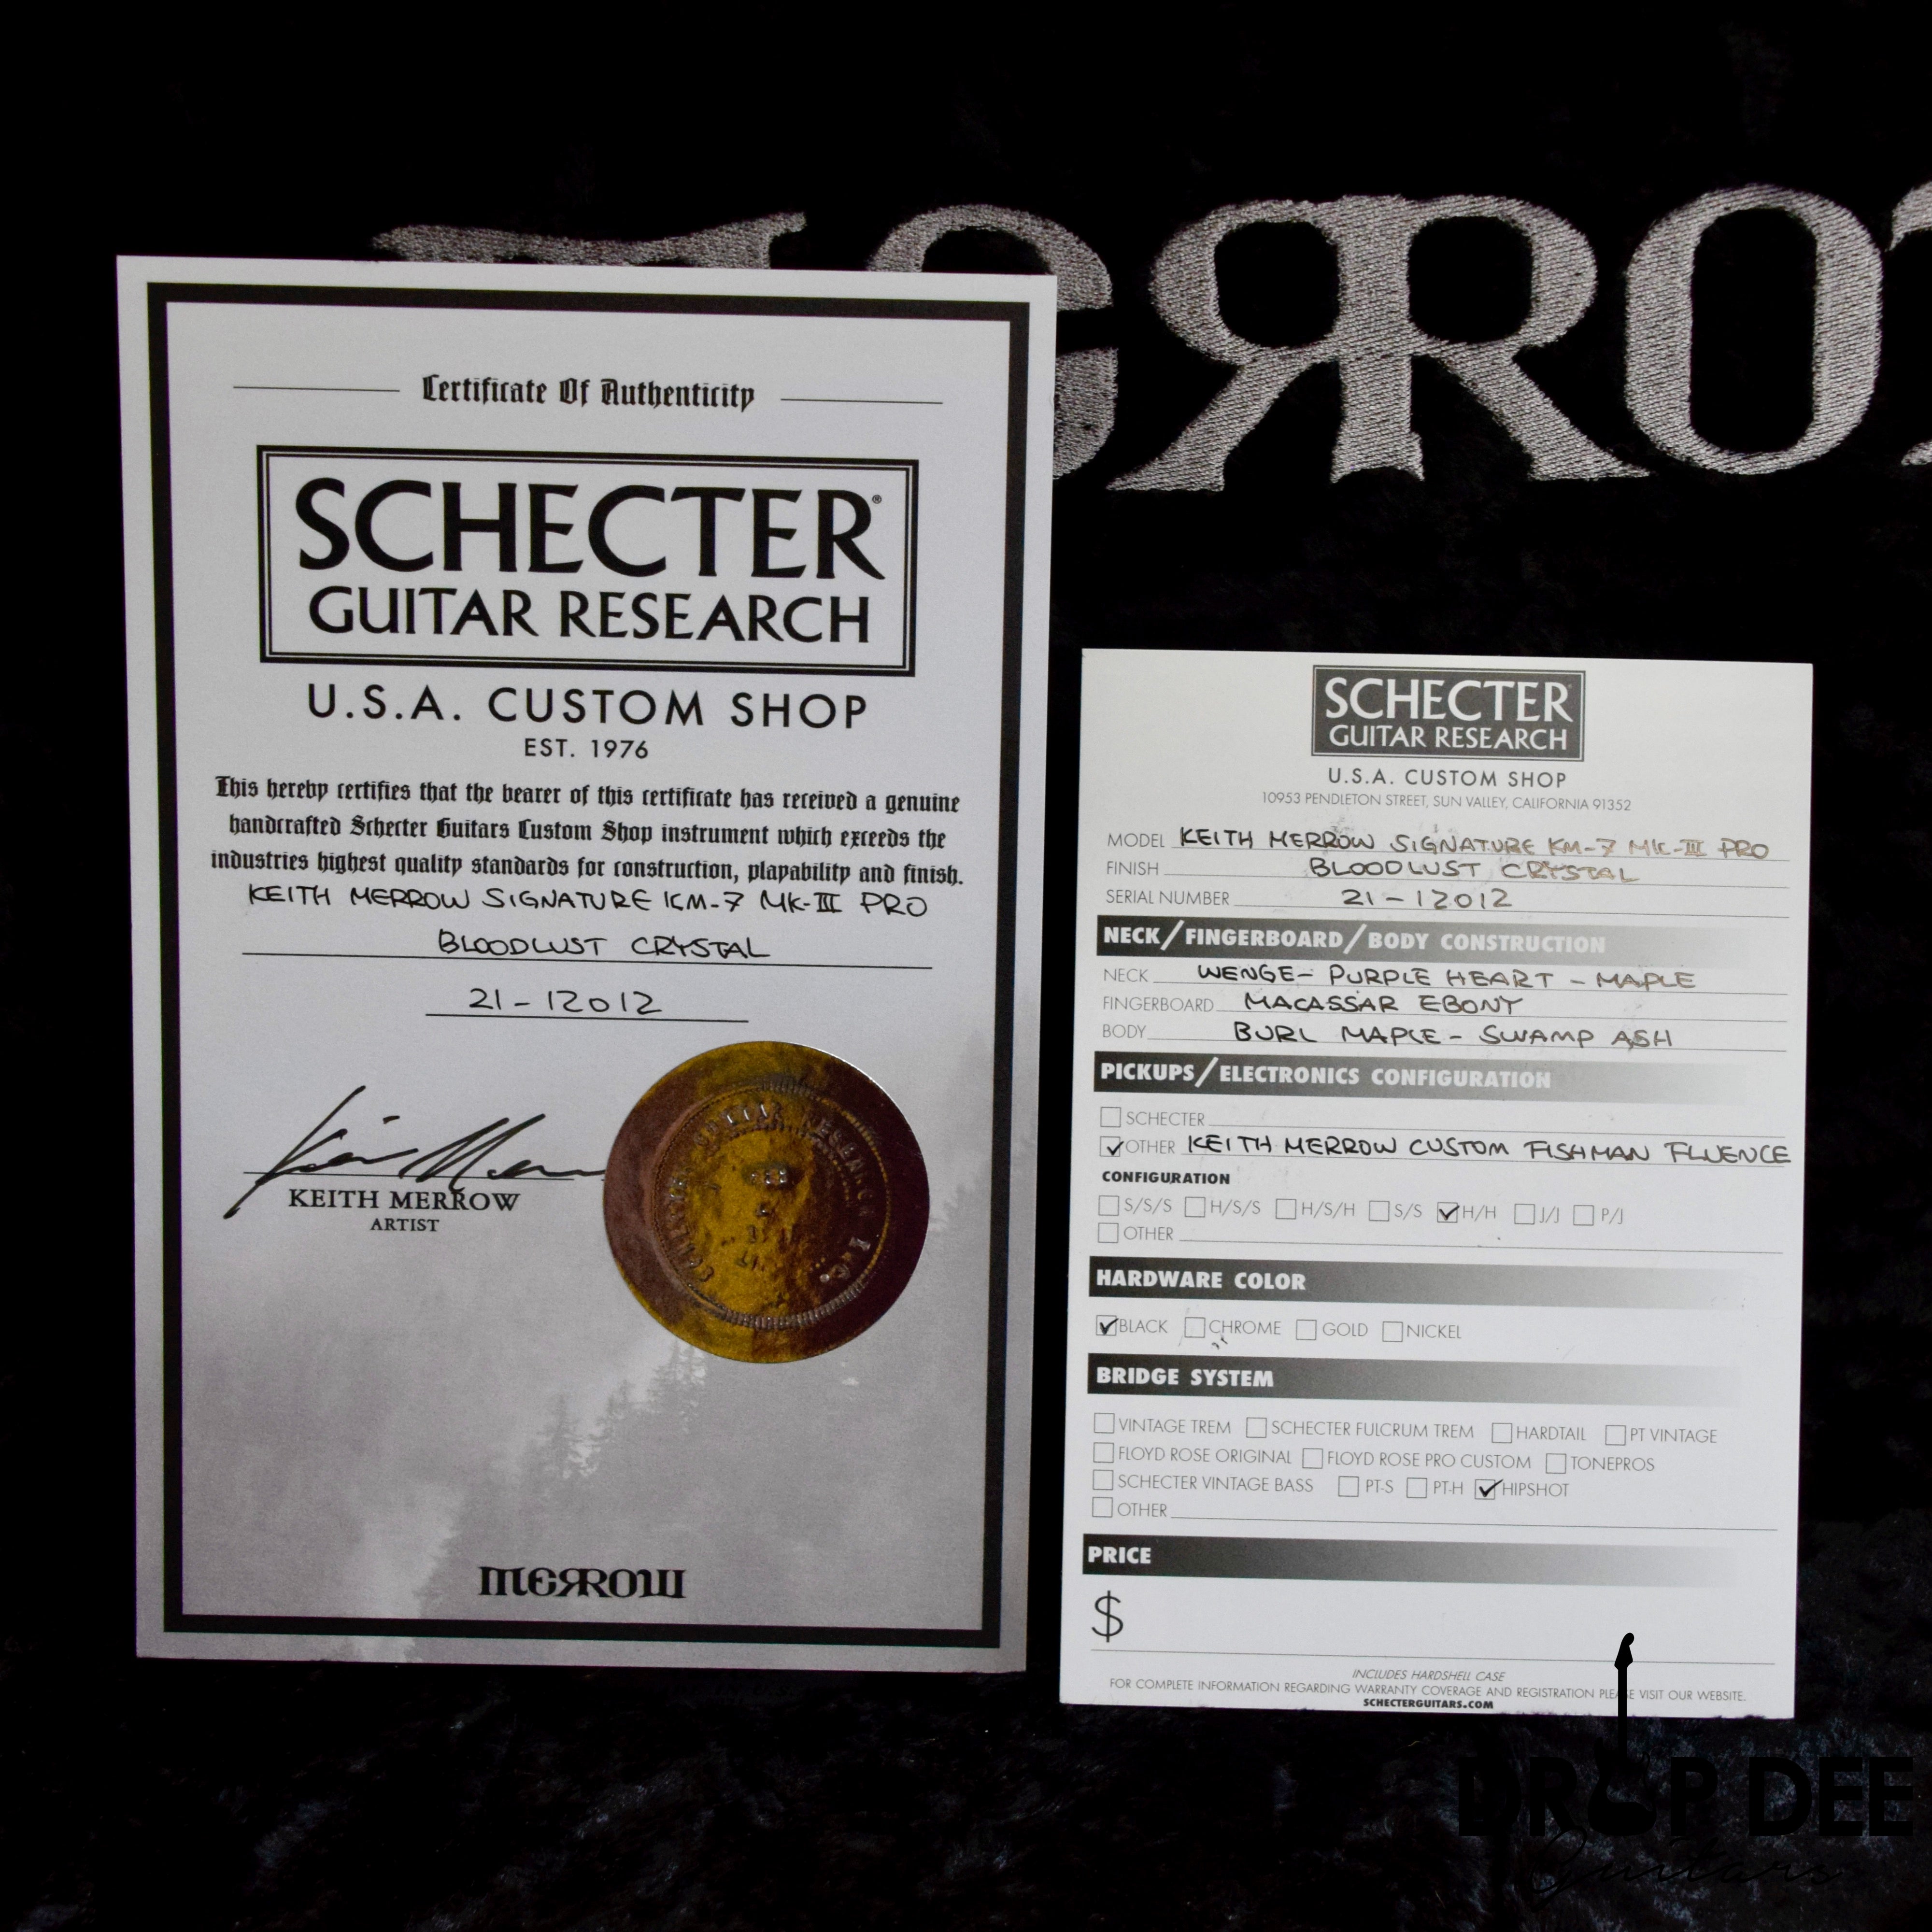 Certificate Of Authenticity
SCHECTER®
GUITAR RESEARCH
U.S.A. CUSTOM SHOP
EST. 1976
This hereby certifies that the bearer of this certificate has received a genuine
handcrafted Schecter Guitars Custom Shop instrument which exceeds the
industries highest quality standards for construction, playability and finish.
KEITH MERROW SIGNATURE KM-7 MK-III PRO
BLOODLUST CRYSTAL
21-12012
KEITH MERROW
ARTIST
MERROW
SCHECTER
GUITAR RESEARCH
U.S.A. CUSTOM SHOP
10953 PENDLETON STREET, SUN VALLEY, CALIFORNIA 91352
MODEL KEITH MERROW SIGNATURE KM-7 MK-III PRO
FINISH BLOODLUST CRYSTAL
SERIAL NUMBER 21-12012
NECK/FINGERBOARD/BODY CONSTRUCTION
NECK WENGE- PURPLE HEART - MAPLE
FINGERBOARD MACASSAR EBONY
BODY BURL MAPLE - SWAMP ASH
PICKUPS/ELECTRONICS CONFIGURATION
SCHECTER
OTHER KEITH MERROW CUSTOM FISHMAN FLUENCE
CONFIGURATION
S/S/S H/S/S H/S/H S/S H/H J/J P/J
OTHER
HARDWARE COLOR
BLACK CHROME GOLD NICKEL
BRIDGE SYSTEM
VINTAGE TREM SCHECTER FULCRUM TREM HARDTAIL PT VINTAGE
FLOYD ROSE ORIGINAL FLOYD ROSE PRO CUSTOM TONEPROS
SCHECTER VINTAGE BASS PT-S PT-H HIPSHOT
OTHER
PRICE
$
INCLUDES HARDSHELL CASE
FOR COMPLETE INFORMATION REGARDING WARRANTY COVERAGE AND REGISTRATION PLEASE VISIT OUR WEBSITE.
SCHECTERGUITARS.COM
DROP DEE
Guitars